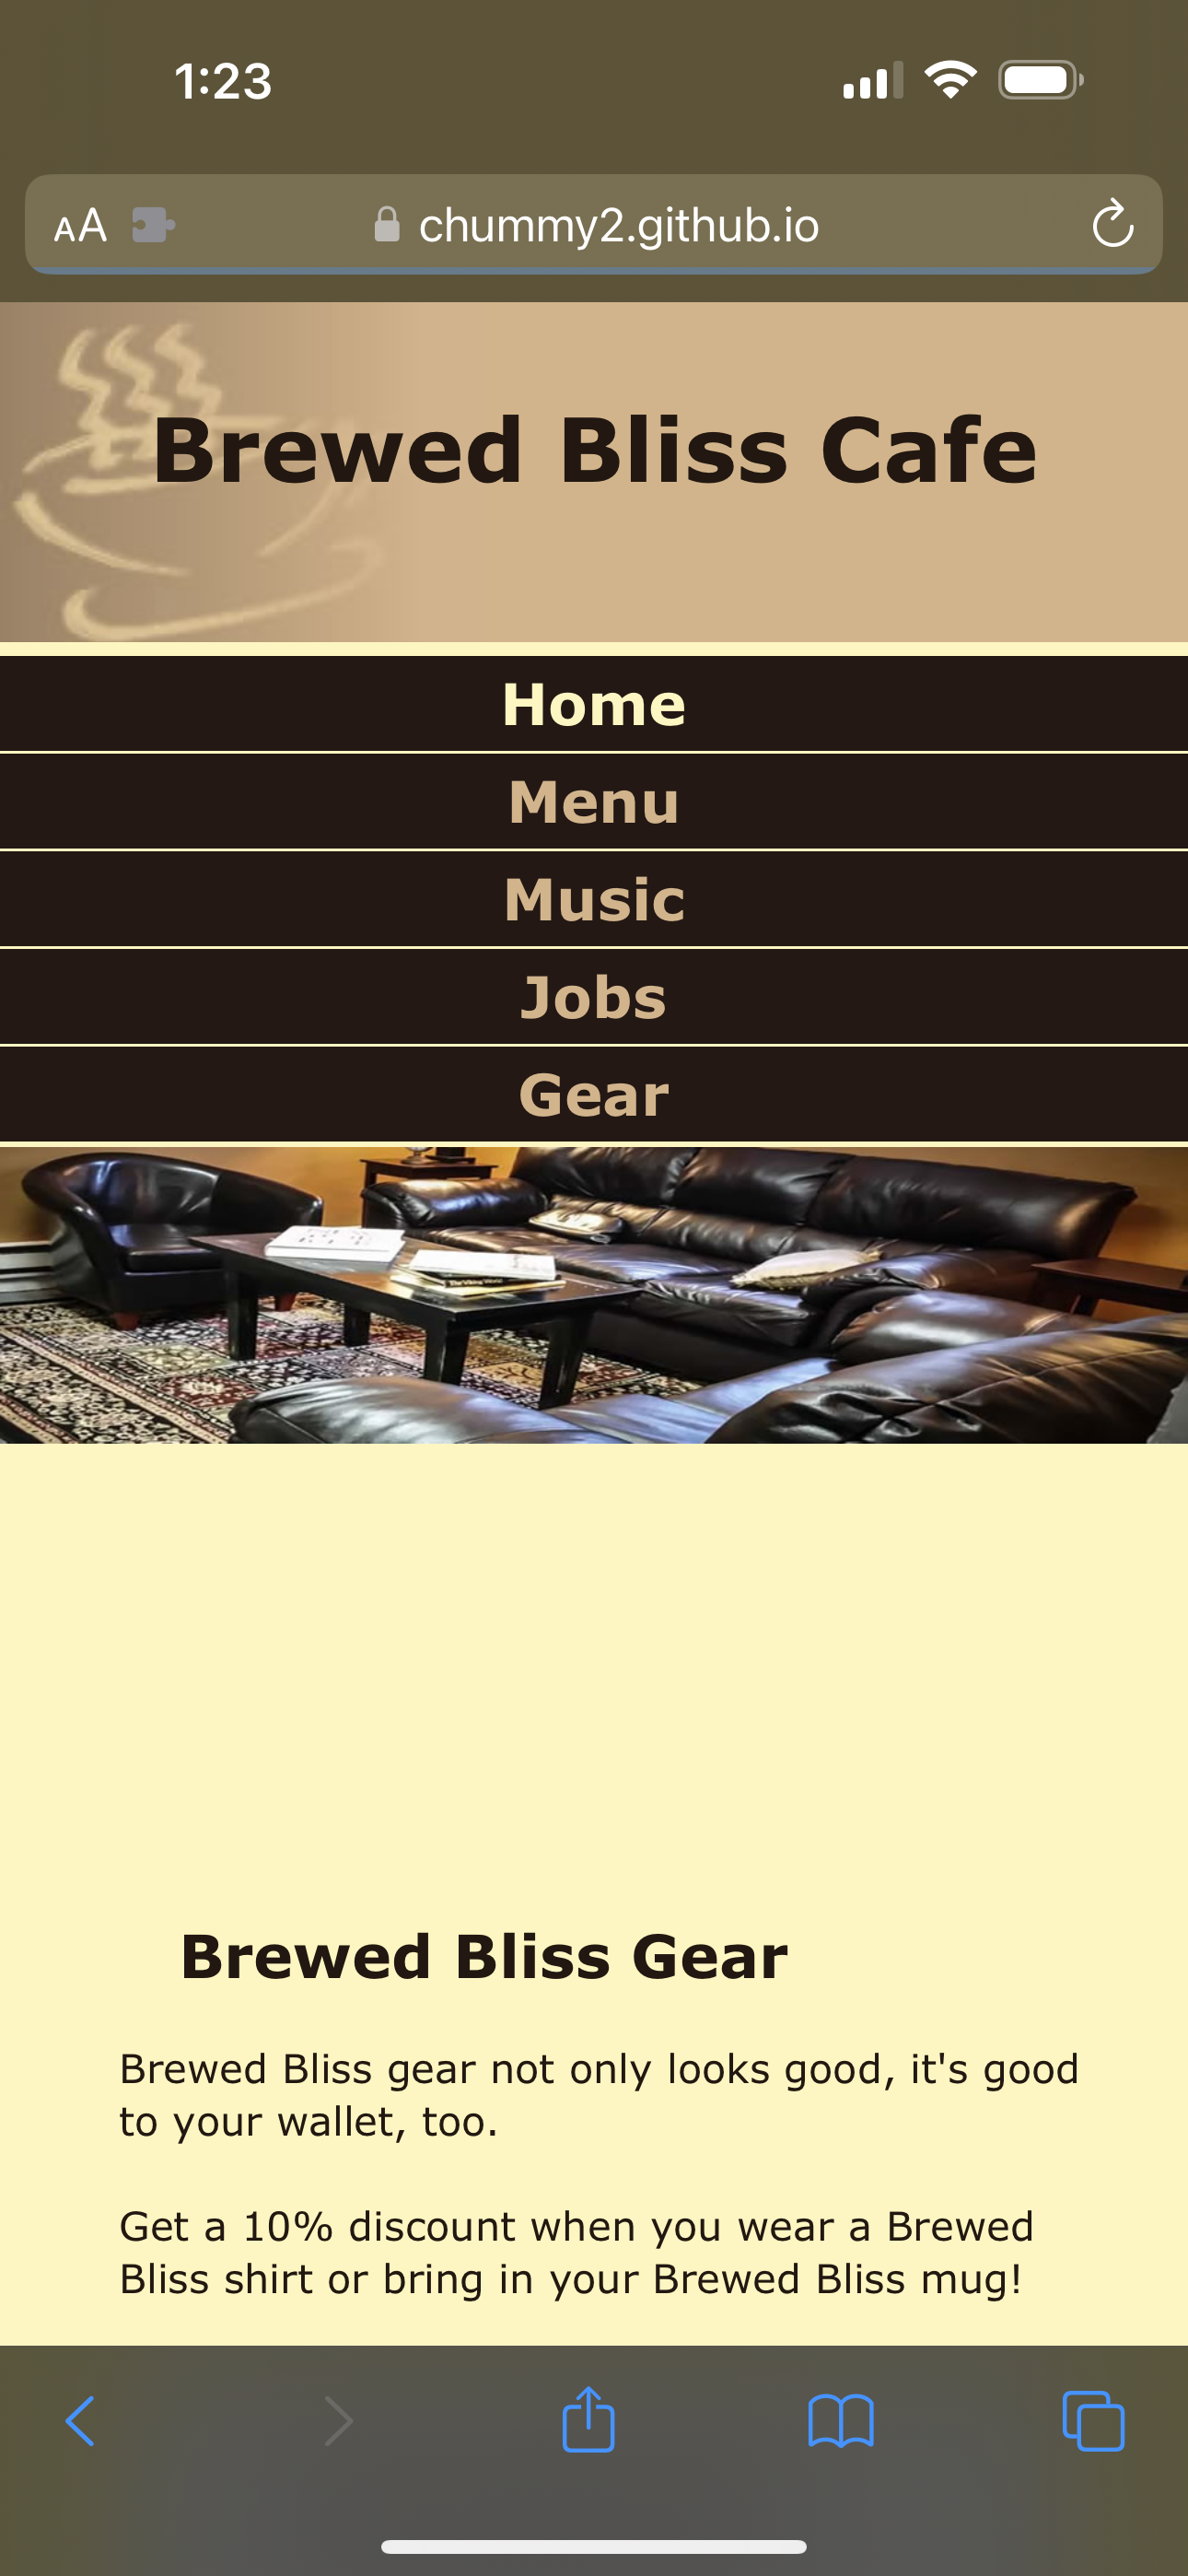 1:23
AA
chummy2.github.io
Brewed Bliss Cafe
Home
Menu
Music
Jobs
Gear
Brewed Bliss Gear
Brewed Bliss gear not only looks good, it's good
to your wallet, too.
Get a 10% discount when you wear a Brewed
Bliss shirt or bring in your Brewed Bliss mug!